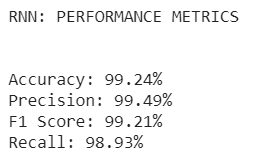 RNN: PERFORMANCE METRICS
Accuracy: 99.24%
Precision: 99.49%
F1 Score: 99.21%
Recall: 98.93%